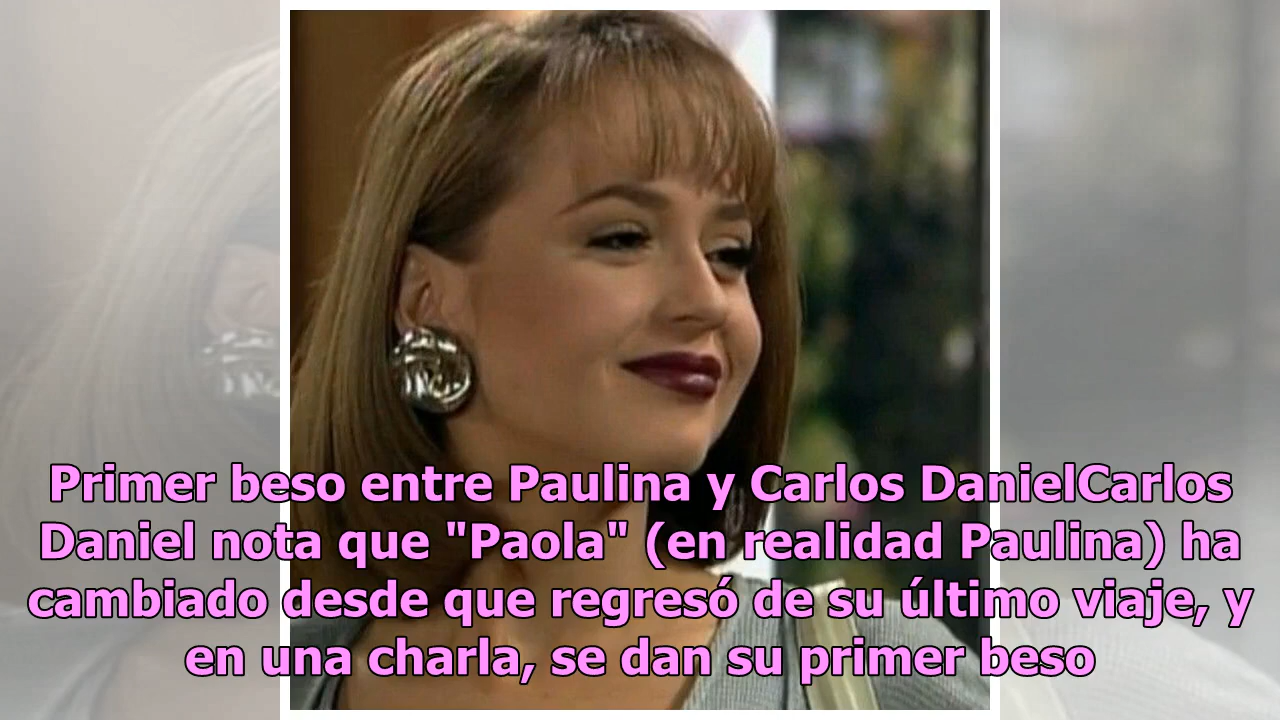 Primer beso entre Paulina y Carlos DanielCarlos
Daniel nota que "Paola" (en realidad Paulina) ha
cambiado desde que regresó de su último viaje, y
en una charla, se dan su primer beso